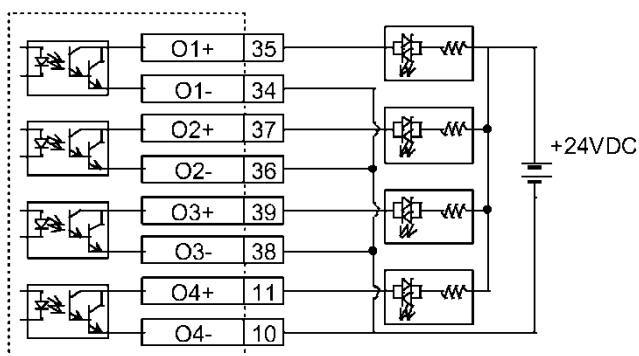 O1+ 35
O1- 34
O2+ 37
+24VDC
O2- 36
O3+ 39
O3- 38
O4+ 11
O4- 10